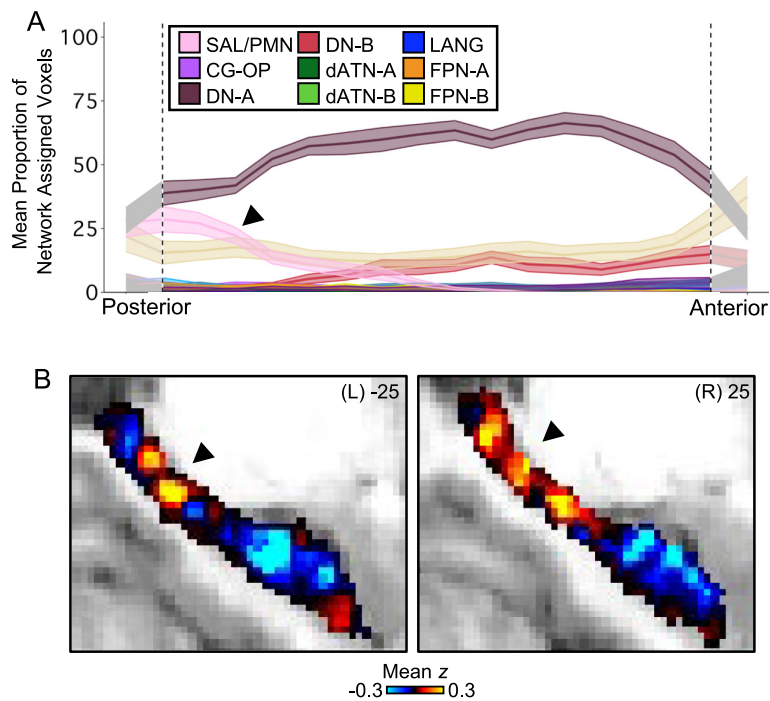 A
100
75
50
25
0
Mean Proportion of
Network Assigned Voxels
SAL/PMN DN-B LANG
CG-OP dATN-A FPN-A
DN-A dATN-B FPN-B
Posterior Anterior
B
(L) -25 (R) 25
Mean z
-0.3 0.3